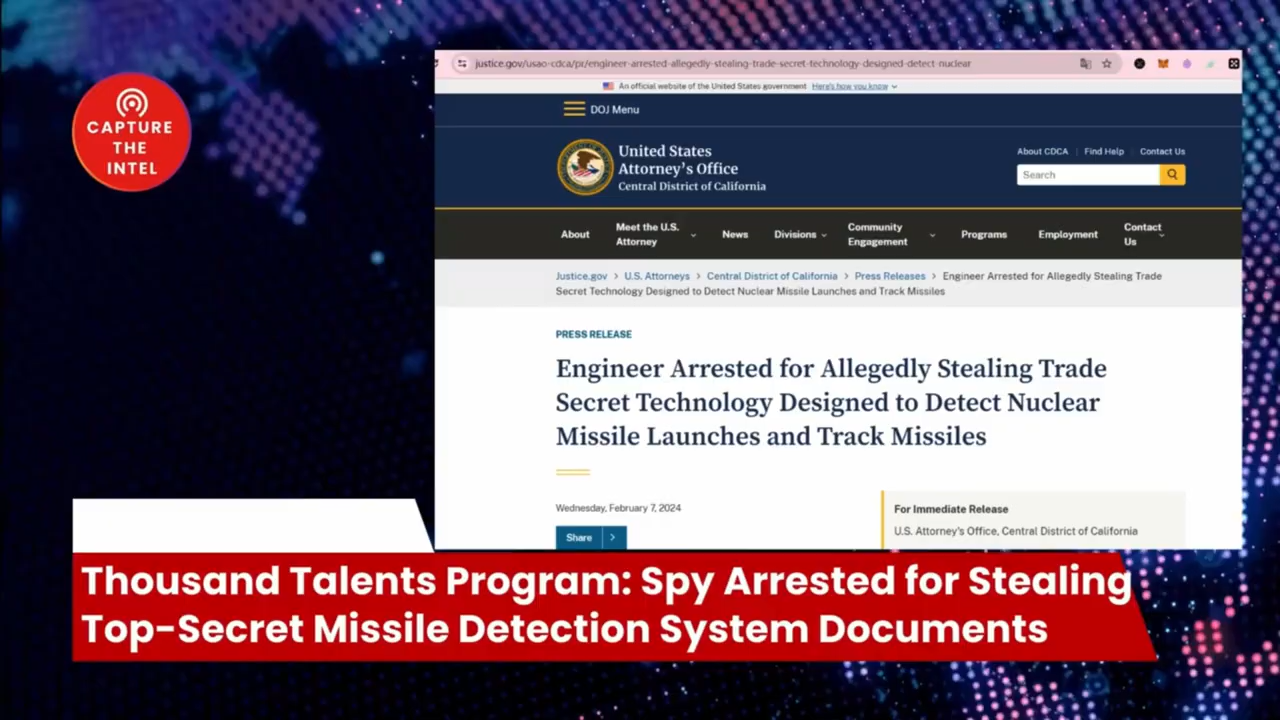 CAPTURE
THE
INTEL
justice.gov/usao-cdca/pr/engineer-arrested-allegedly-stealing-trade-secret-technology-designed-detect-nuclear
An official website of the United States government Here's how you know
DOJ Menu
United States
Attorney's Office
Central District of California
About CDCA | Find Help | Contact Us
Search
About
Meet the U.S.
Attorney
News
Divisions
Community
Engagement
Programs
Employment
Contact
Us
Justice.gov > U.S. Attorneys > Central District of California > Press Releases > Engineer Arrested for Allegedly Stealing Trade
Secret Technology Designed to Detect Nuclear Missile Launches and Track Missiles
PRESS RELEASE
Engineer Arrested for Allegedly Stealing Trade
Secret Technology Designed to Detect Nuclear
Missile Launches and Track Missiles
Wednesday, February 7, 2024
Share >
For Immediate Release
U.S. Attorney's Office, Central District of California
Thousand Talents Program: Spy Arrested for Stealing
Top-Secret Missile Detection System Documents